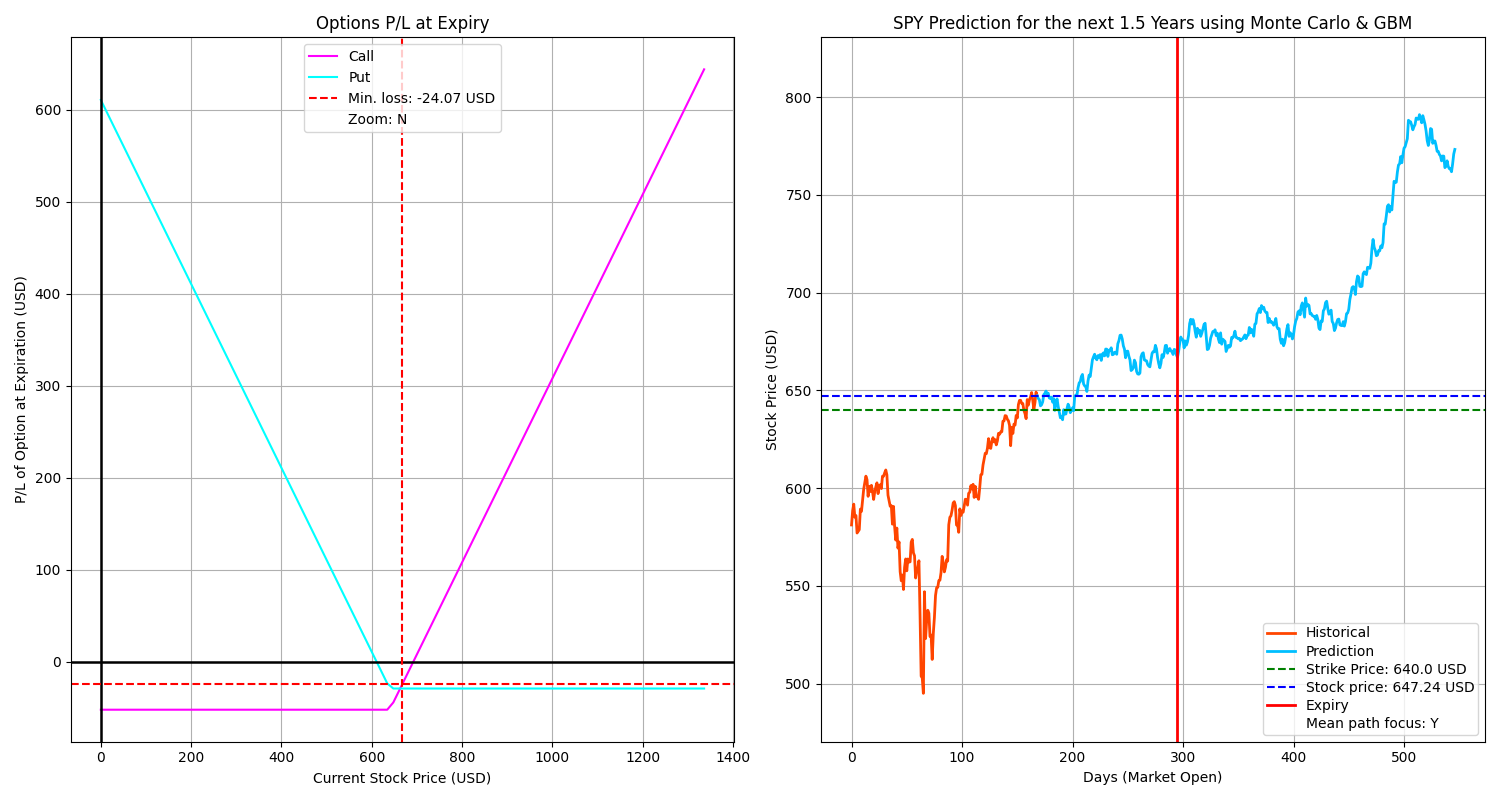 Options P/L at Expiry
P/L of Option at Expiration (USD)
600
500
400
300
200
100
0
Call
Put
Min. loss: -24.07 USD
Zoom: N
0 200 400 600 800 1000 1200 1400
Current Stock Price (USD)
SPY Prediction for the next 1.5 Years using Monte Carlo & GBM
Stock Price (USD)
800
750
700
650
600
550
500
Historical
Prediction
Strike Price: 640.0 USD
Stock price: 647.24 USD
Expiry
Mean path focus: Y
0 100 200 300 400 500
Days (Market Open)